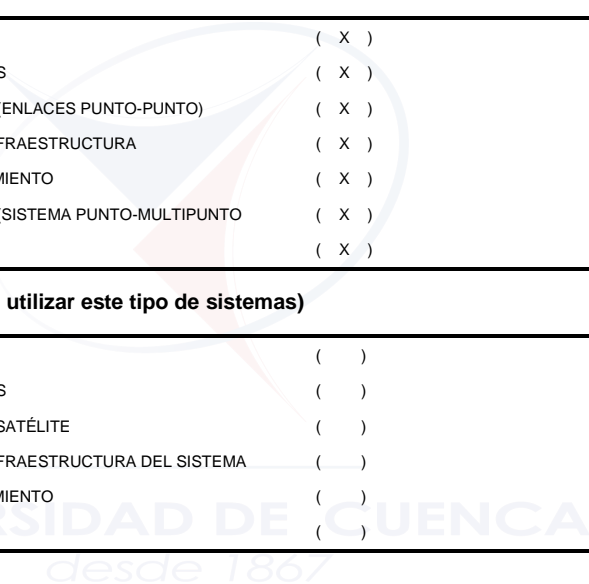 ( X )
S ( X )
(ENLACES PUNTO-PUNTO) ( X )
FRAESTRUCTURA ( X )
MIENTO ( X )
(SISTEMA PUNTO-MULTIPUNTO ( X )
( X )
utilizar este tipo de sistemas)
( )
S ( )
SATÉLITE ( )
FRAESTRUCTURA DEL SISTEMA ( )
MIENTO ( )
( )
RSIDAD DE CUENCA
desde 1867